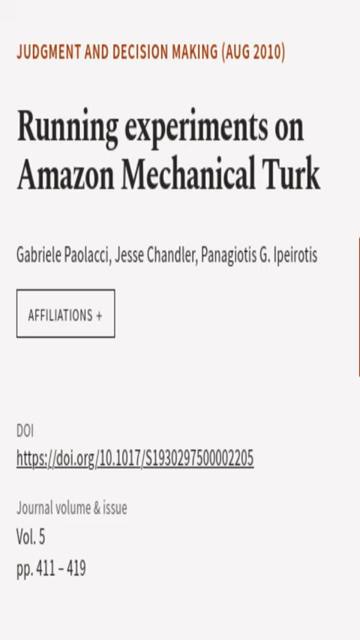 JUDGMENT AND DECISION MAKING (AUG 2010)
Running experiments on
Amazon Mechanical Turk
Gabriele Paolacci, Jesse Chandler, Panagiotis G. Ipeirotis
AFFILIATIONS +
DOI
https://doi.org/10.1017/S1930297500002205
Journal volume & issue
Vol. 5
pp. 411 – 419